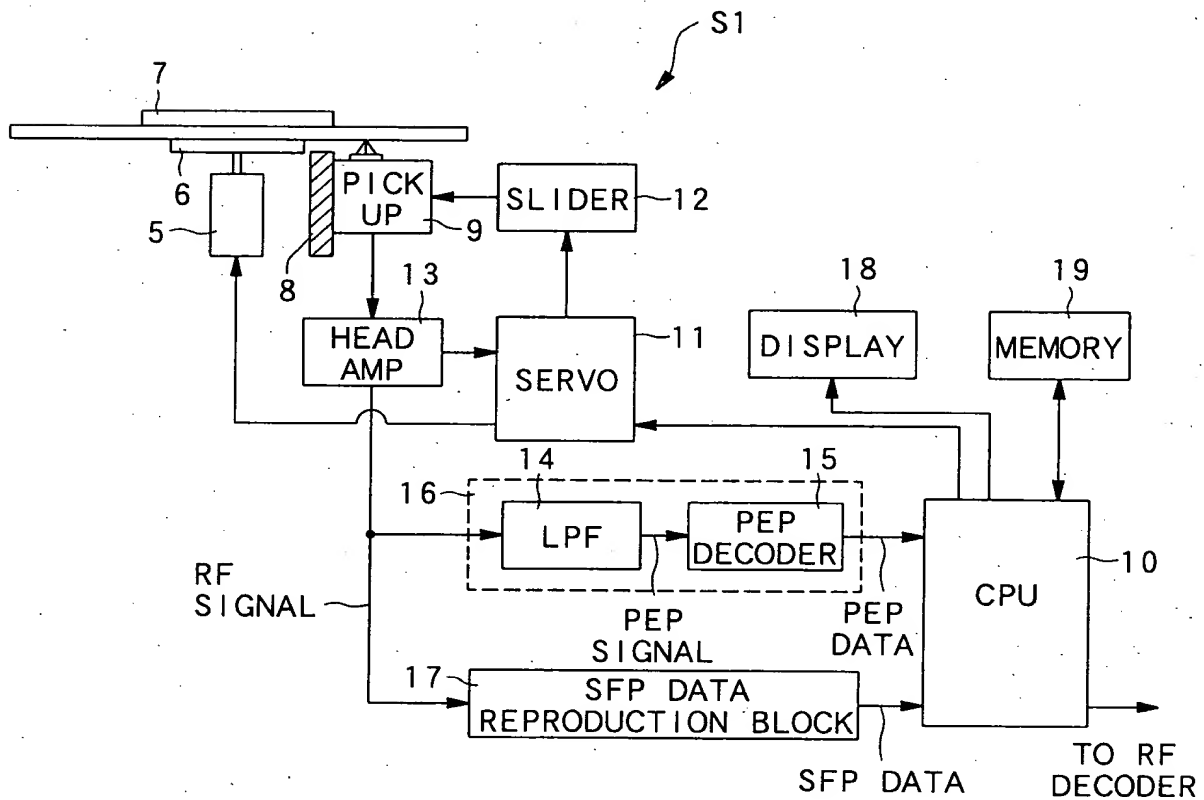 S1
7
6
5
8
PICK
UP
9
SLIDER
12
13
HEAD
AMP
SERVO
11
18
DISPLAY
19
MEMORY
16
14
LPF
15
PEP
DECODER
CPU
10
RF
SIGNAL
PEP
SIGNAL
PEP
DATA
17
SFP DATA
REPRODUCTION BLOCK
SFP DATA
TO RF
DECODER